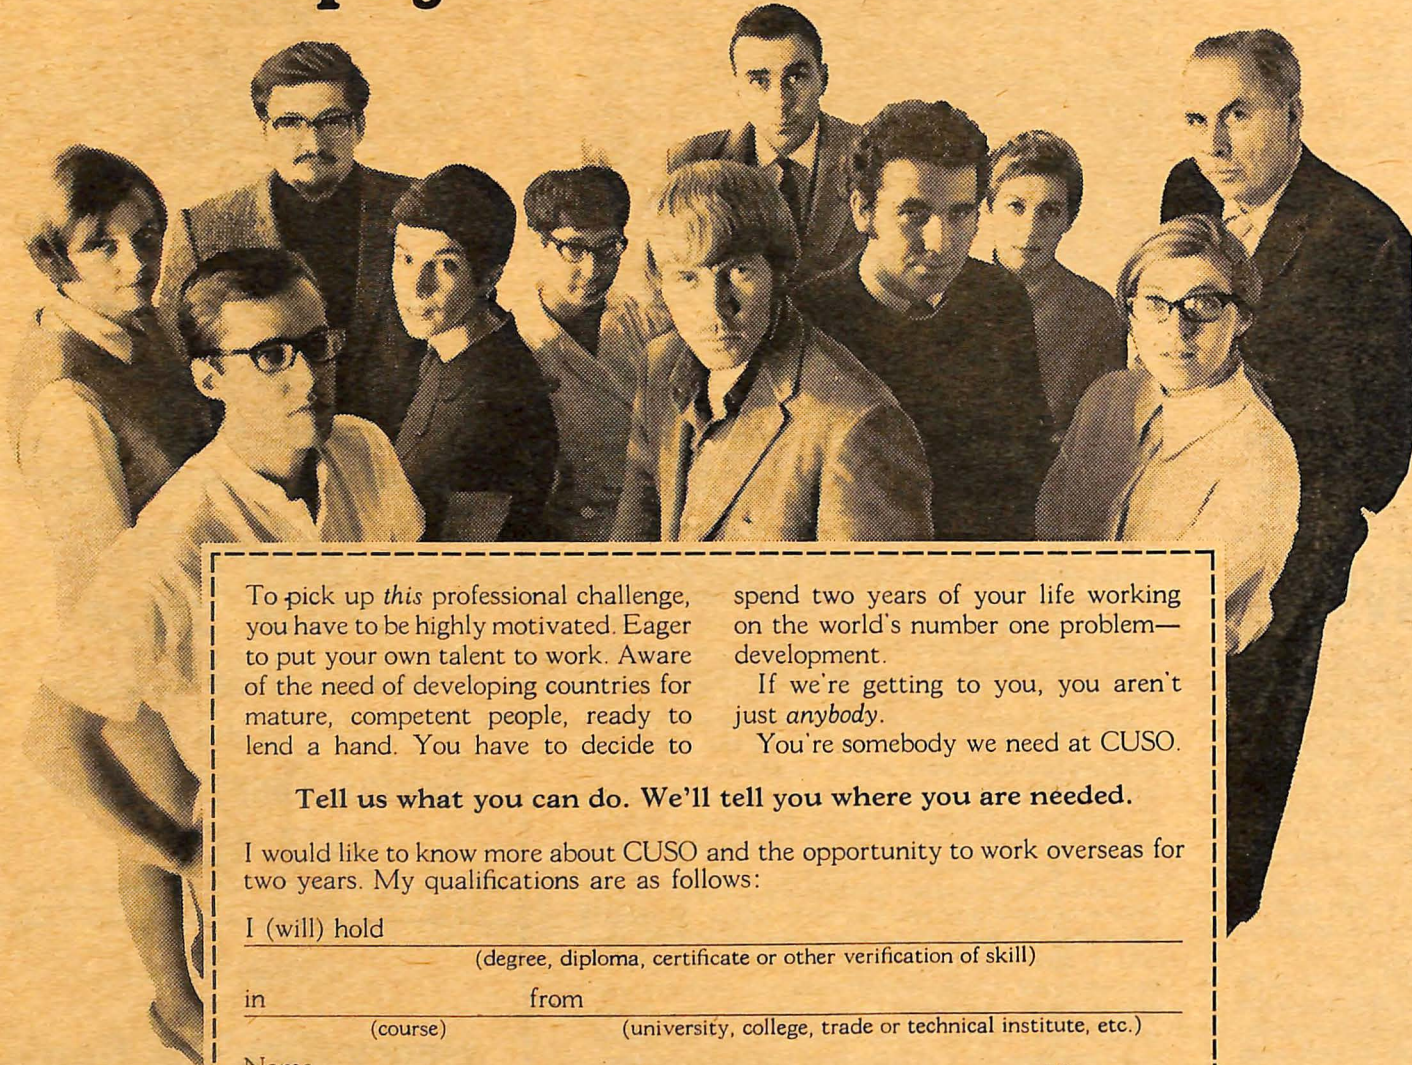 To pick up this professional challenge,
you have to be highly motivated. Eager
to put your own talent to work. Aware
of the need of developing countries for
mature, competent people, ready to
lend a hand. You have to decide to
spend two years of your life working
on the world's number one problem—
development.
If we're getting to you, you aren't
just anybody.
You're somebody we need at CUSO.
Tell us what you can do. We'll tell you where you are needed.
I would like to know more about CUSO and the opportunity to work overseas for
two years. My qualifications are as follows:
I (will) hold
(degree, diploma, certificate or other verification of skill)
in from
(course) (university, college, trade or technical institute, etc.)